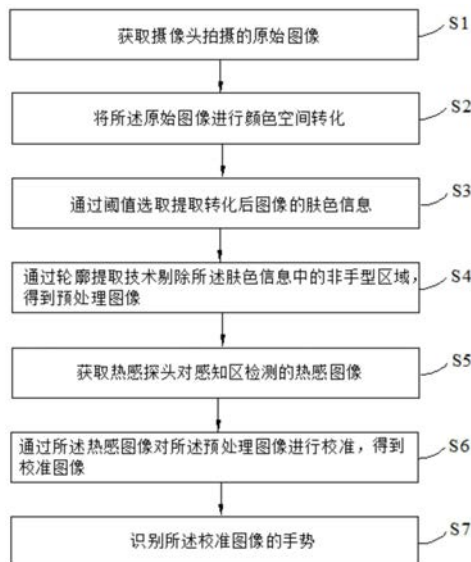 获取摄像头拍摄的原始图像
S1
将所述原始图像进行颜色空间转化
S2
通过阈值选取提取转化后图像的肤色信息
S3
通过轮廓提取技术剔除所述肤色信息中的非手型区域，
得到预处理图像
S4
获取热感探头对感知区检测的热感图像
S5
通过所述热感图像对所述预处理图像进行校准，得到
校准图像
S6
识别所述校准图像的手势
S7